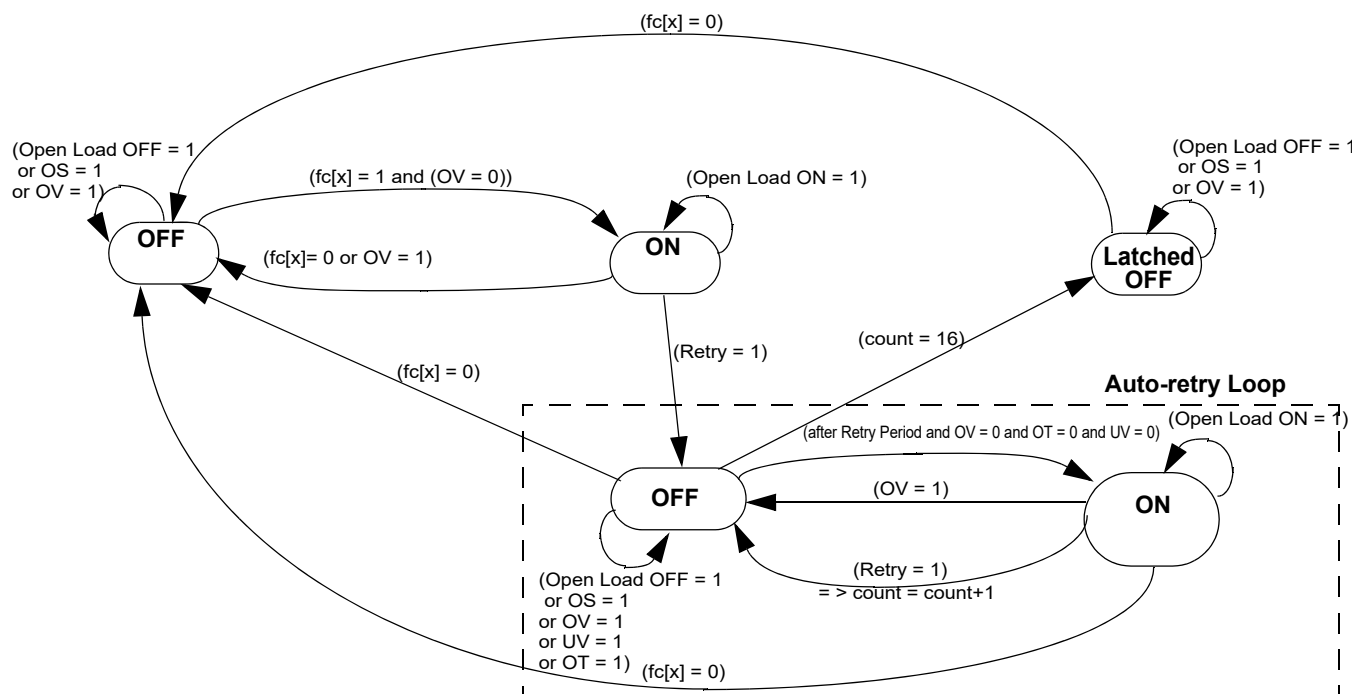 (fc[x] = 0)
(Open Load OFF = 1
or OS = 1
or OV = 1)
(fc[x] = 1 and (OV = 0))
(Open Load ON = 1)
(Open Load OFF = 1
or OS = 1
or OV = 1)
OFF
ON
(fc[x]= 0 or OV = 1)
Latched
OFF
(Retry = 1)
(count = 16)
(fc[x] = 0)
Auto-retry Loop
(Open Load ON = 1)
(after Retry Period and OV = 0 and OT = 0 and UV = 0)
OFF
(OV = 1)
ON
(Retry = 1)
= > count = count+1
(Open Load OFF = 1
or OS = 1
or OV = 1
or UV = 1
or OT = 1)
(fc[x] = 0)